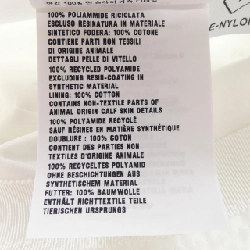 100% POLIAMMIDE RICICLATA
ESCLUSO RESINATURA IN MATERIALE
SINTETICO FODERA: 100% COTONE
CONTIENE PARTI NON TESSILI
DI ORIGINE ANIMALE
DETTAGLI PELLE DI VITELLO
100% RECYCLED POLYAMIDE
EXCLUDING RESIN-COATING IN
SYNTHETIC MATERIAL
LINING: 100% COTTON
CONTAINS NON-TEXTILE PARTS OF
ANIMAL ORIGIN CALF SKIN DETAILS
100% POLYAMIDE RECYCLÉ
SAUF RÉSINES EN MATIÈRE SYNTHÉTIQUE
DOUBLURE : 100% COTON
CONTIENT DES PARTIES NON
TEXTILES D'ORIGINE ANIMALE
100% RECYCELTES POLYAMID
OHNE BESCHICHTUNGEN AUS
SYNTHETISCHEM MATERIAL
FUTTER: 100% BAUMWOLLE
ENTHÄLT NICHTTEXTILE TEILE
TIERISCHEN URSPRUNGS
E-NYLON